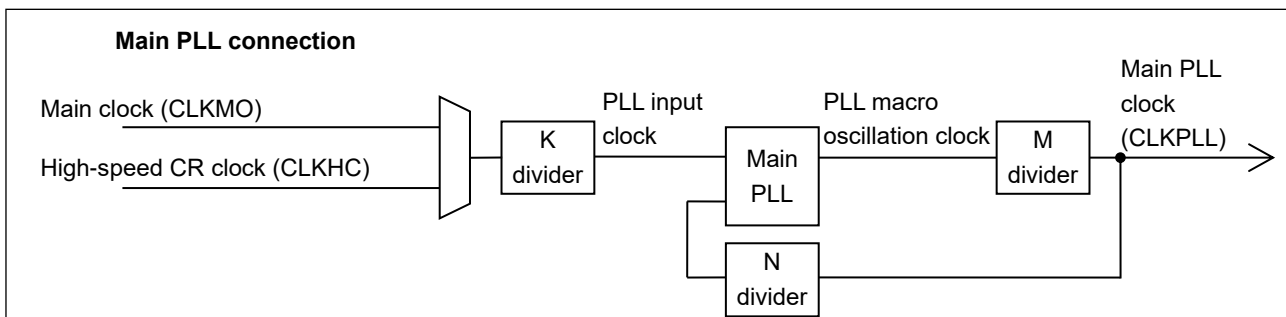 Main PLL connection
Main clock (CLKMO)
High-speed CR clock (CLKHC)
K
divider
PLL input
clock
Main
PLL
PLL macro
oscillation clock
M
divider
Main PLL
clock
(CLKPLL)
N
divider